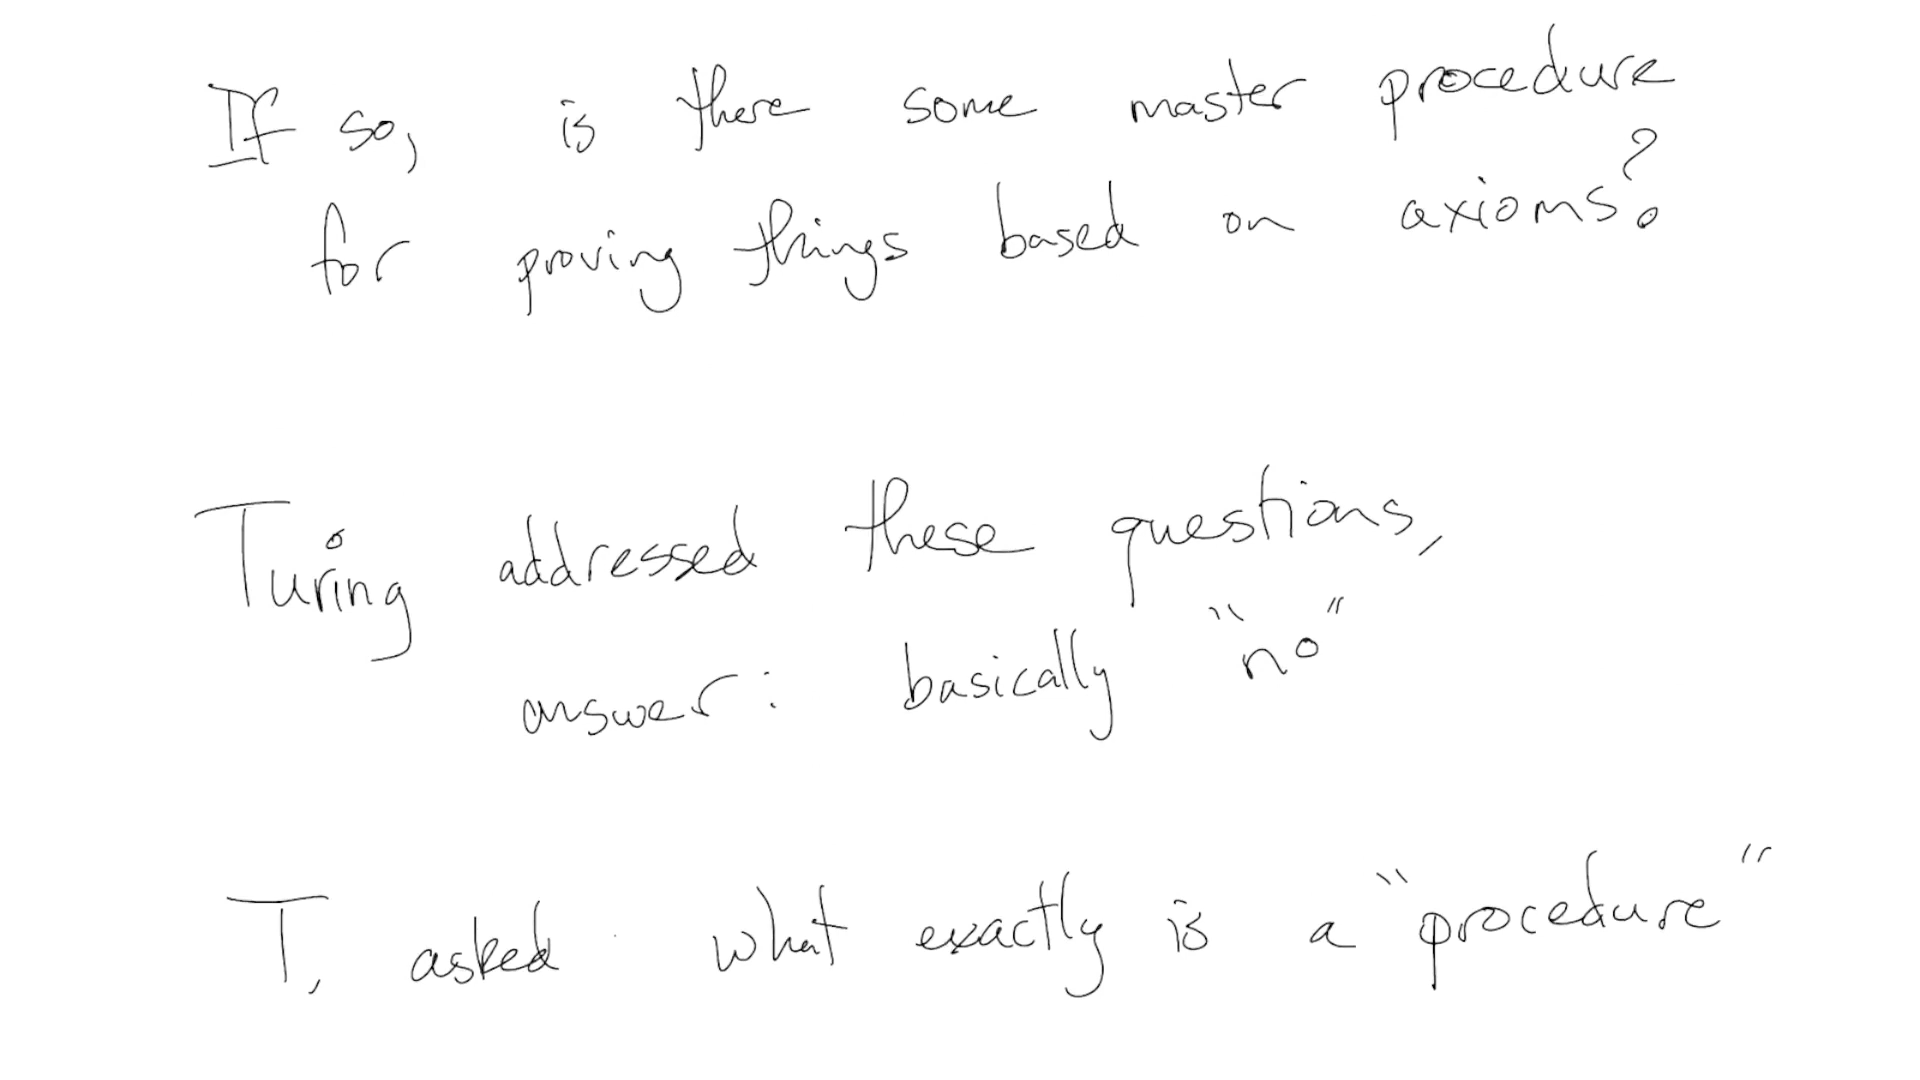 If so, is there some master procedure
for proving things based on axioms?
Turing addressed these questions,
answer: basically "no"
T, asked what exactly is a "procedure"